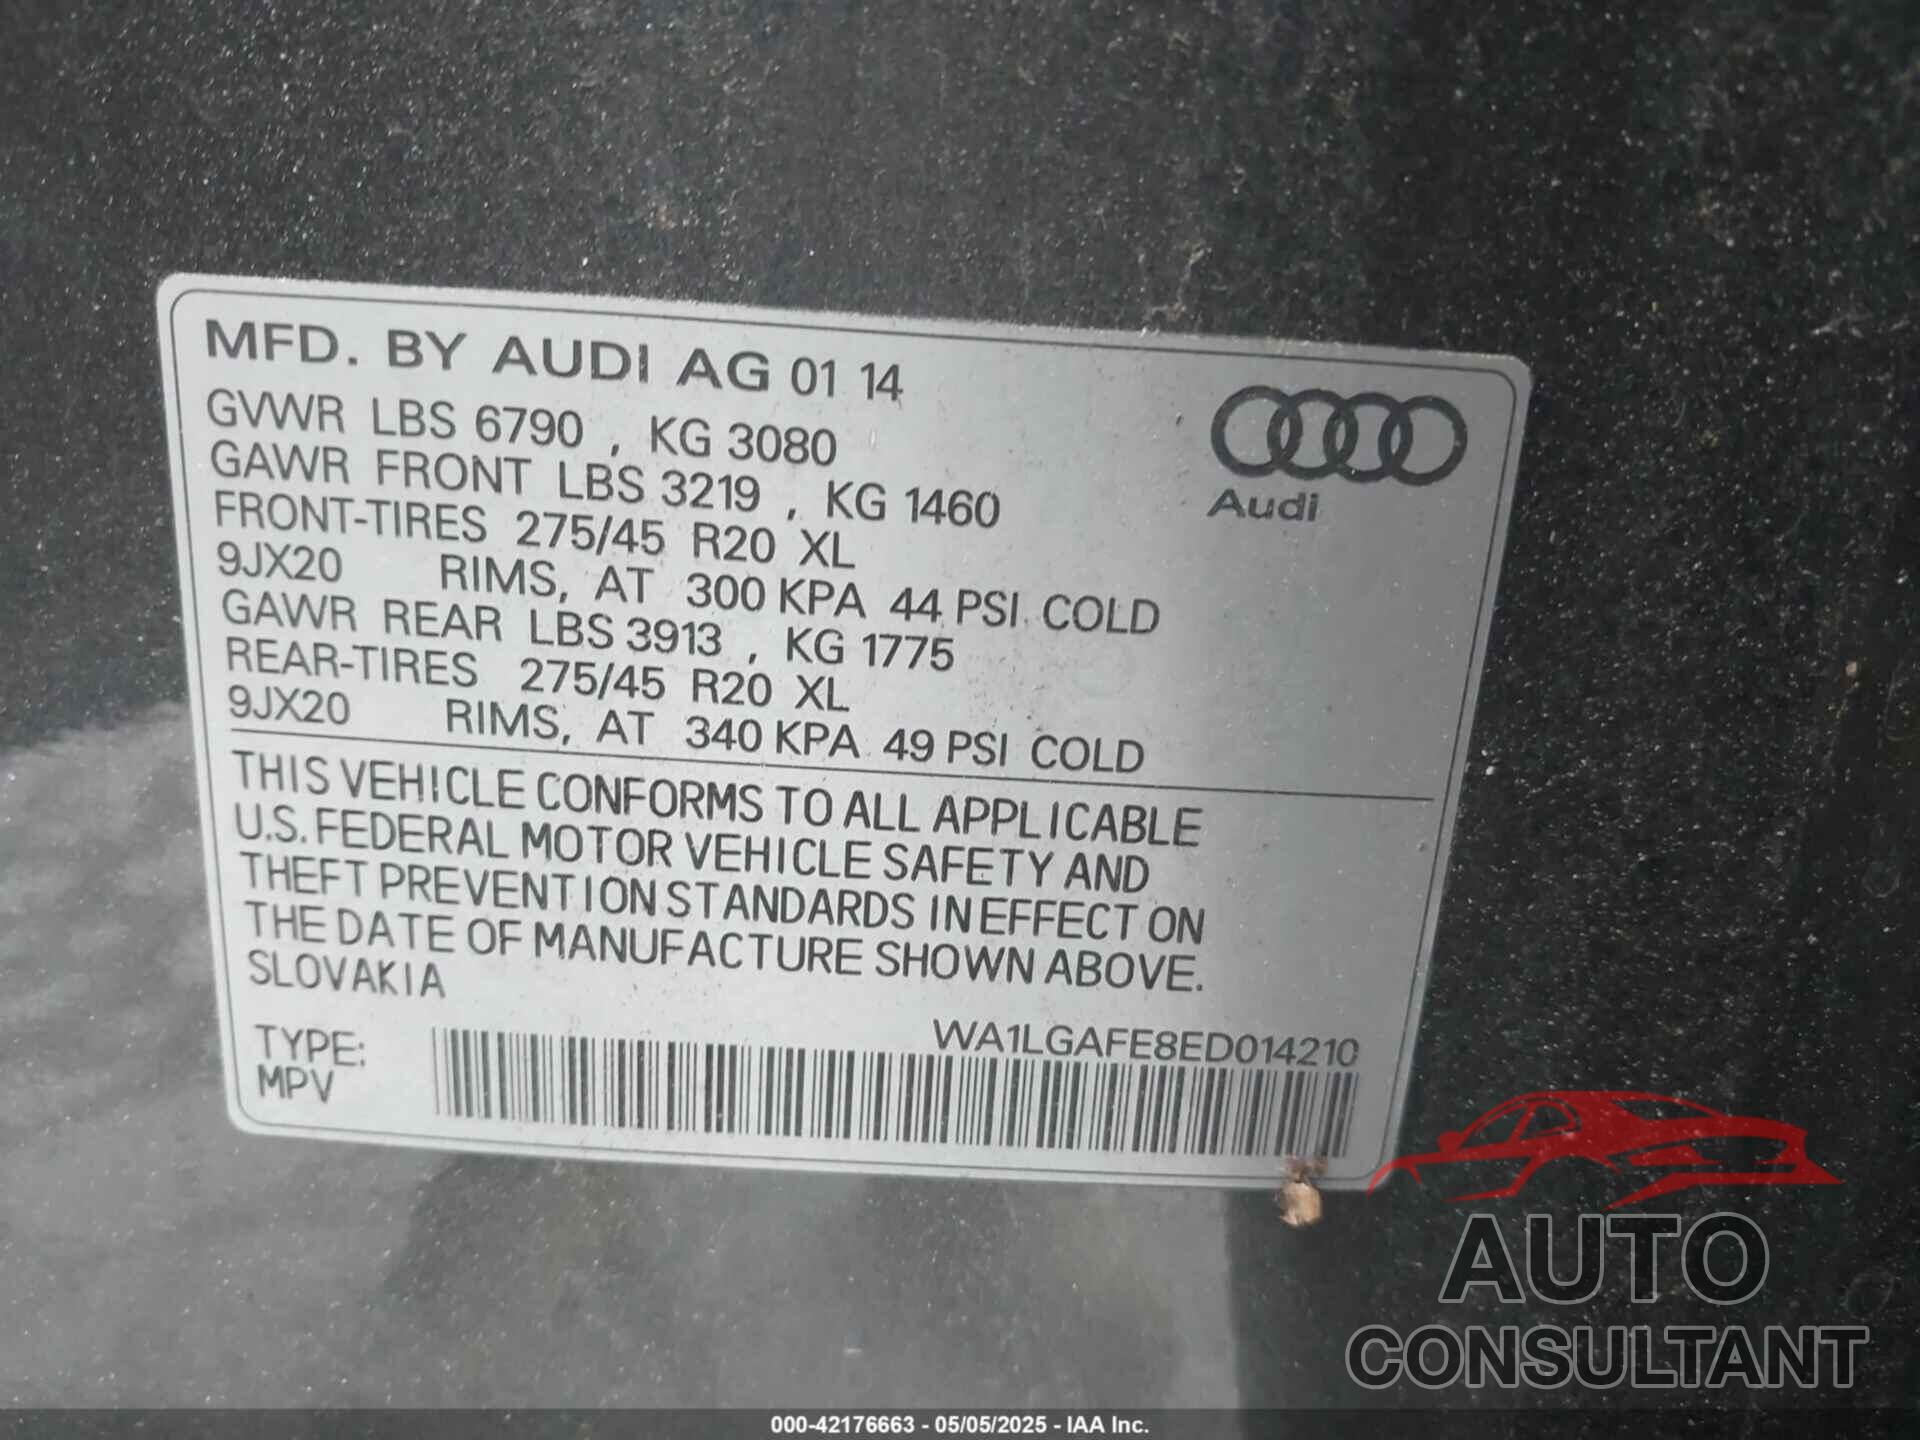 MFD. BY AUDI AG 01 14
GVWR LBS 6790 , KG 3080
GAWR FRONT LBS 3219 , KG 1460
FRONT-TIRES 275/45 R20 XL
9JX20 RIMS, AT 300 KPA 44 PSI COLD
GAWR REAR LBS 3913 , KG 1775
REAR-TIRES 275/45 R20 XL
9JX20 RIMS, AT 340 KPA 49 PSI COLD
Audi
THIS VEHICLE CONFORMS TO ALL APPLICABLE
U.S. FEDERAL MOTOR VEHICLE SAFETY AND
THEFT PREVENTION STANDARDS IN EFFECT ON
THE DATE OF MANUFACTURE SHOWN ABOVE.
SLOVAKIA
WA1LGAFE8ED014210
TYPE:
MPV
AUTO
CONSULTANT
000-42176663 - 05/05/2025 - IAA Inc.